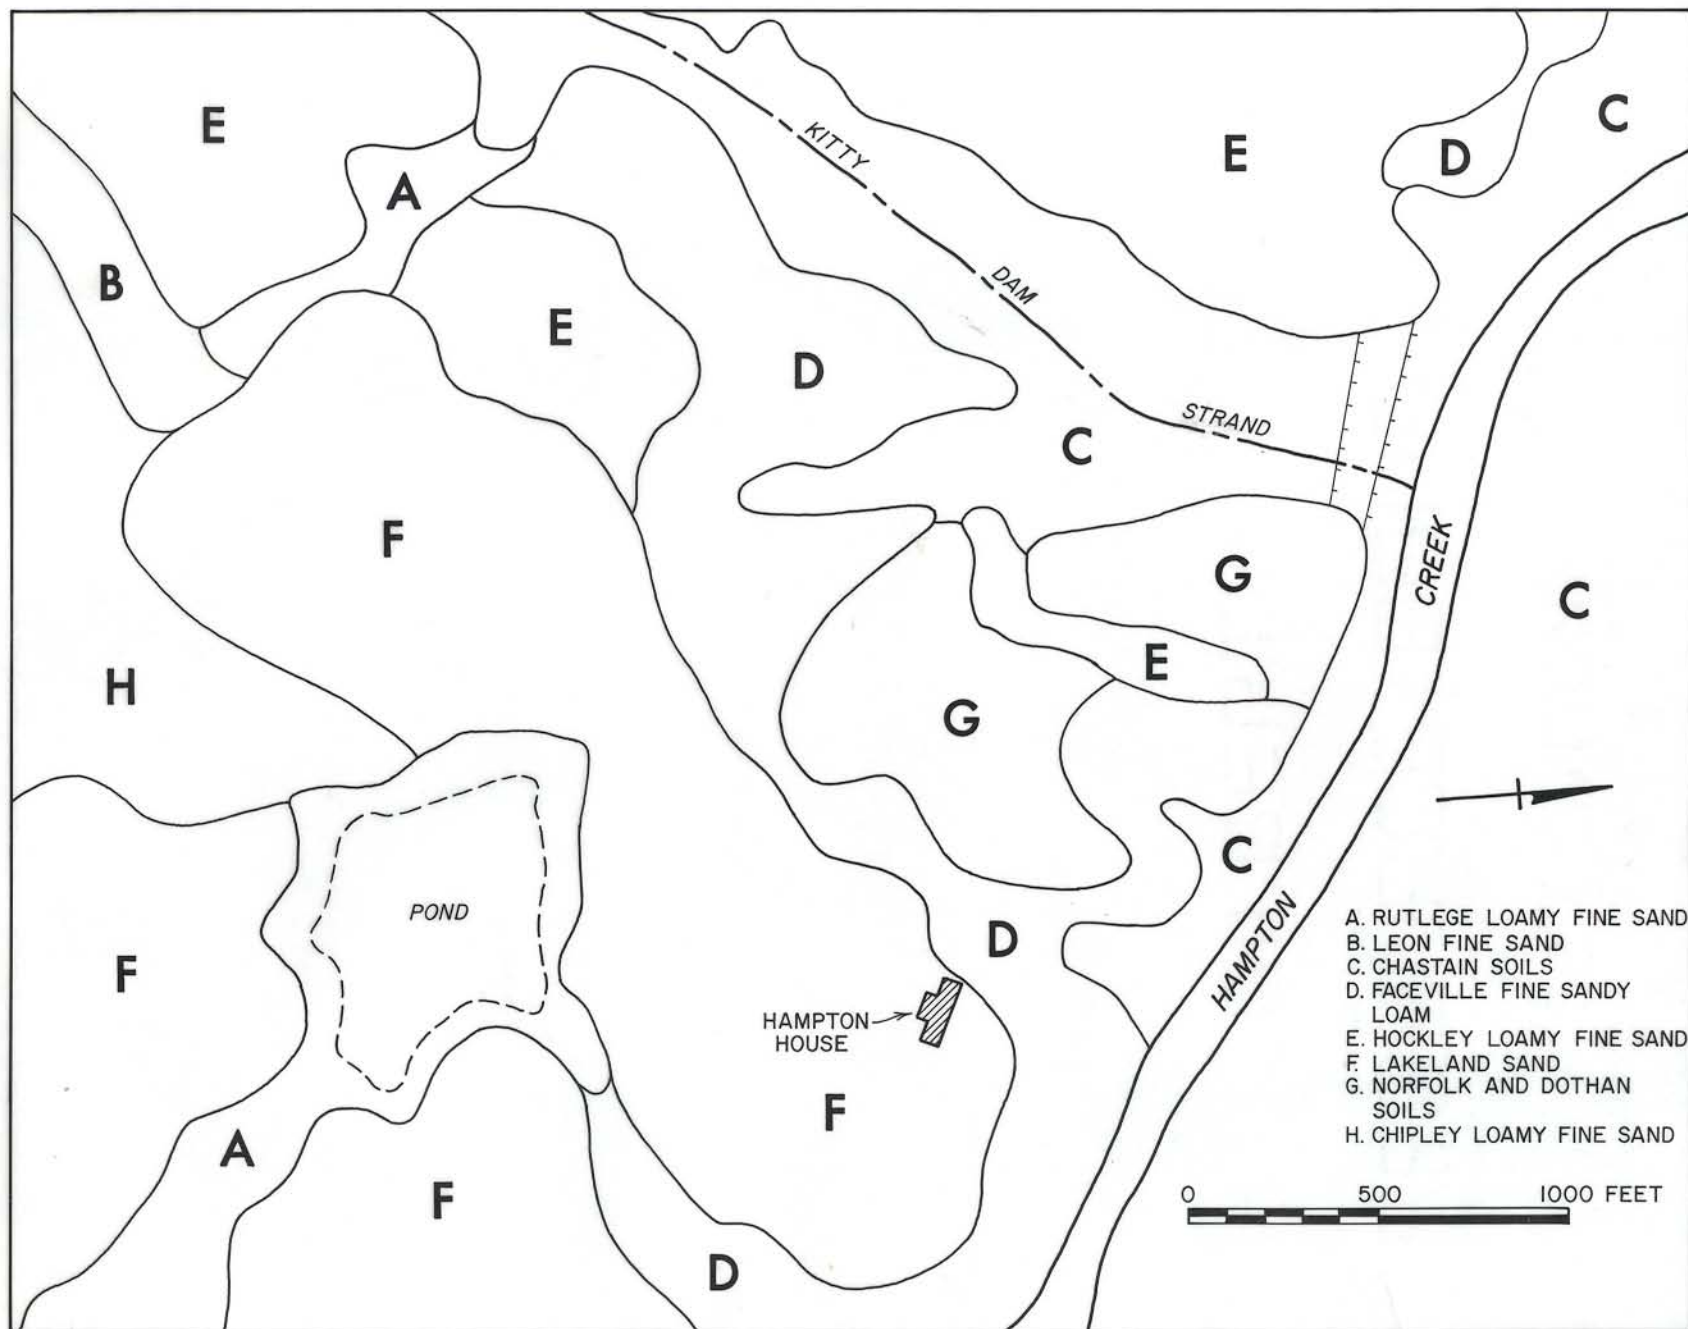 E
C
E
D
KITTY
A
B
DAM
E
D
STRAND
C
F
CREEK
G
C
E
H
G
C
POND
D
HAMPTON
F
HAMPTON
HOUSE
F
A
F
D
A. RUTLEGE LOAMY FINE SAND
B. LEON FINE SAND
C. CHASTAIN SOILS
D. FACEVILLE FINE SANDY
LOAM
E. HOCKLEY LOAMY FINE SAND
F. LAKELAND SAND
G. NORFOLK AND DOTHAN
SOILS
H. CHIPLEY LOAMY FINE SAND
0 500 1000 FEET